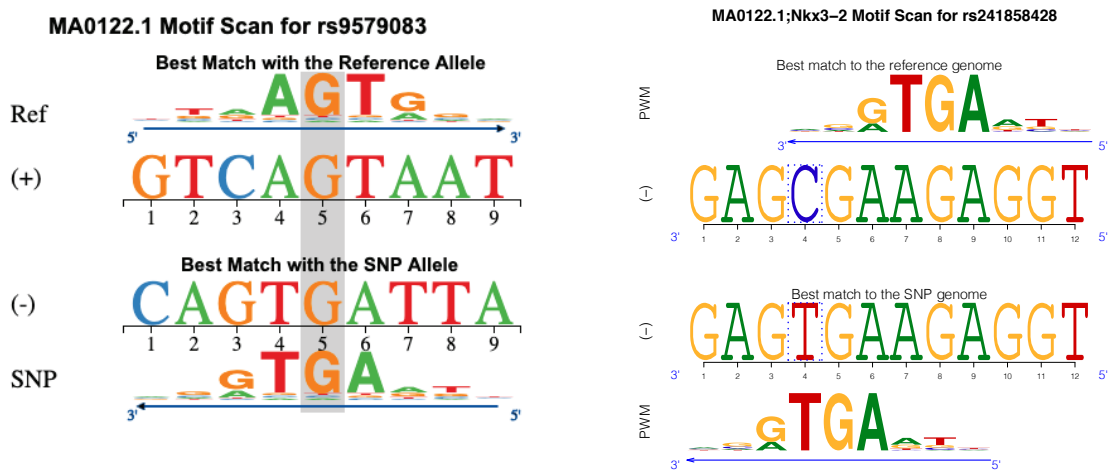 MA0122.1 Motif Scan for rs9579083
Best Match with the Reference Allele
Ref
AGTG
5' 3'
(+)
GTCAGTAAT
1 2 3 4 5 6 7 8 9
Best Match with the SNP Allele
(-)
CAGTGATTA
1 2 3 4 5 6 7 8 9
SNP
GTGA
3' 5'
MA0122.1;Nkx3−2 Motif Scan for rs241858428
Best match to the reference genome
PWM
GTGA
3' 5'
(−)
GAGCGAAGAGGT
3' 1 2 3 4 5 6 7 8 9 10 11 12 5'
Best match to the SNP genome
(−)
GAGTGAAGAGGT
3' 1 2 3 4 5 6 7 8 9 10 11 12 5'
PWM
GTGA
3' 5'